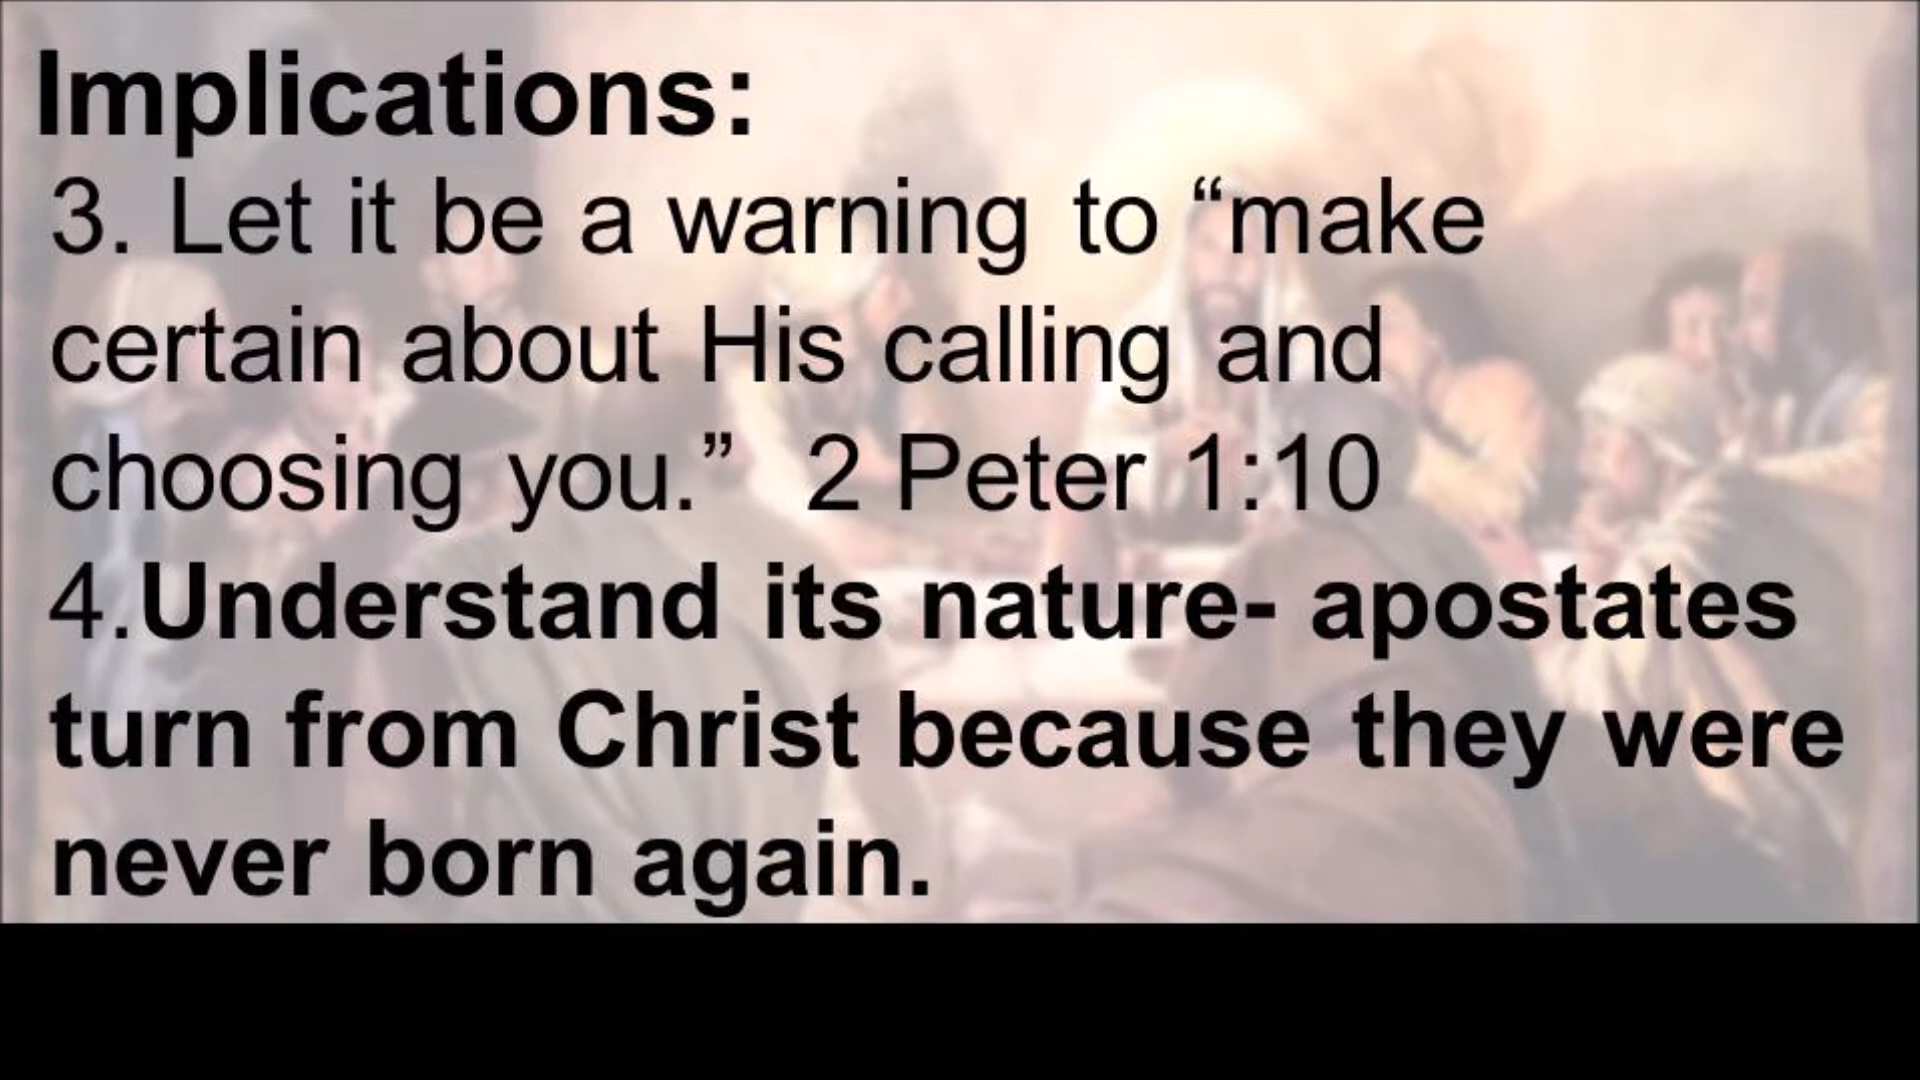 Implications:
3. Let it be a warning to “make
certain about His calling and
choosing you.” 2 Peter 1:10
4.Understand its nature- apostates
turn from Christ because they were
never born again.